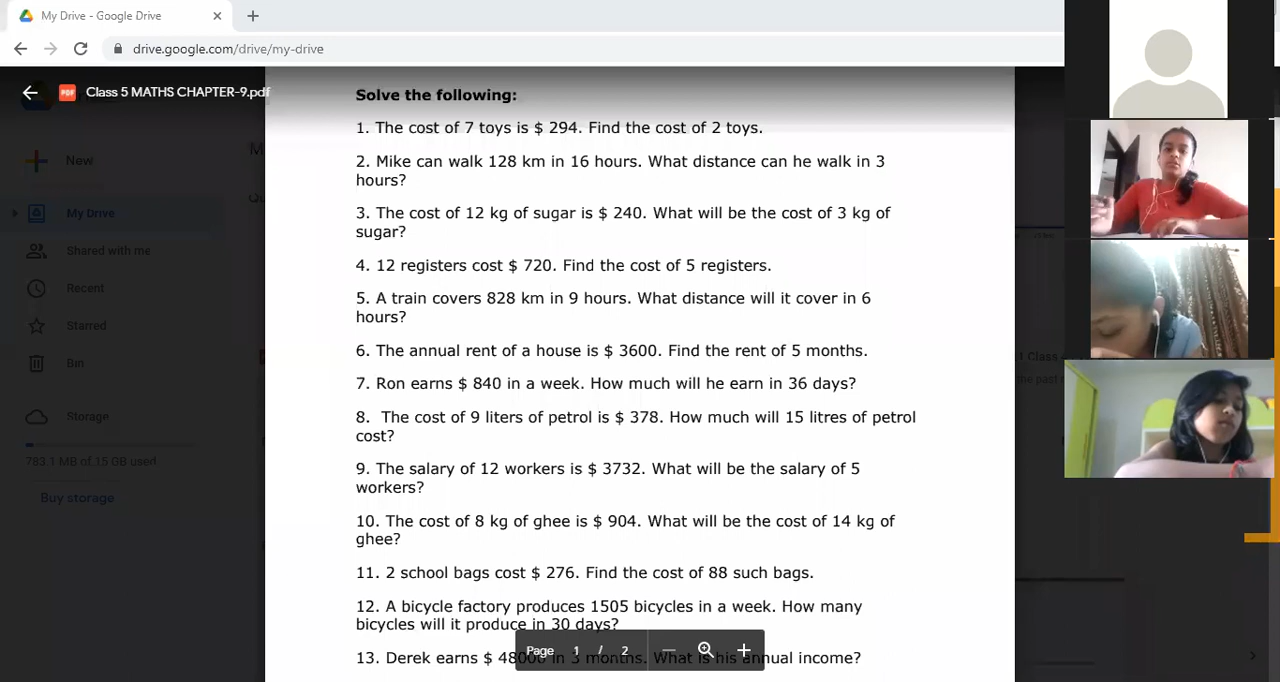 My Drive - Google Drive
drive.google.com/drive/my-drive
PDF
Class 5 MATHS CHAPTER-9.pdf
New
My Drive
Shared with me
Recent
Starred
Bin
Storage
783.1 MB of 15 GB used
Buy storage
Solve the following:
1. The cost of 7 toys is $ 294. Find the cost of 2 toys.
2. Mike can walk 128 km in 16 hours. What distance can he walk in 3
hours?
3. The cost of 12 kg of sugar is $ 240. What will be the cost of 3 kg of
sugar?
4. 12 registers cost $ 720. Find the cost of 5 registers.
5. A train covers 828 km in 9 hours. What distance will it cover in 6
hours?
6. The annual rent of a house is $ 3600. Find the rent of 5 months.
7. Ron earns $ 840 in a week. How much will he earn in 36 days?
8. The cost of 9 liters of petrol is $ 378. How much will 15 litres of petrol
cost?
9. The salary of 12 workers is $ 3732. What will be the salary of 5
workers?
10. The cost of 8 kg of ghee is $ 904. What will be the cost of 14 kg of
ghee?
11. 2 school bags cost $ 276. Find the cost of 88 such bags.
12. A bicycle factory produces 1505 bicycles in a week. How many
bicycles will it produce in 30 days?
13. Derek earns $ 48000 in 3 months. What is his annual income?
Page 1 / 2